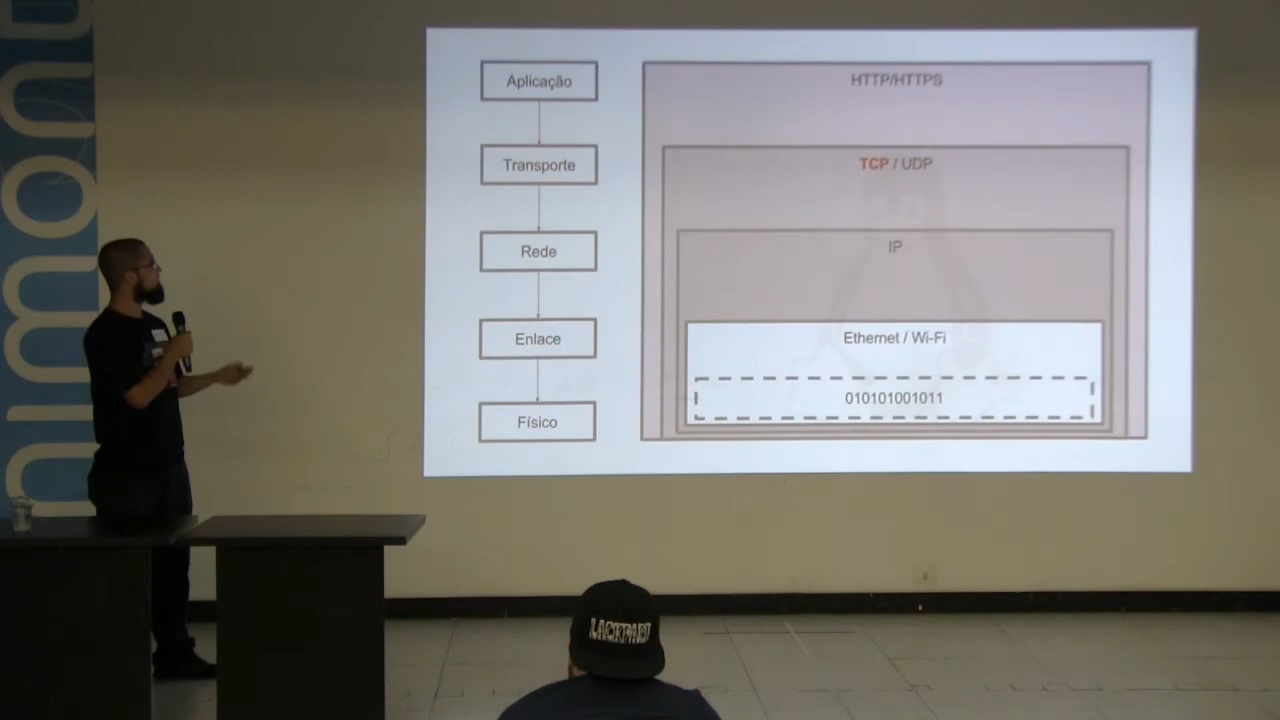 Aplicação
Transporte
Rede
Enlace
Físico
HTTP/HTTPS
TCP / UDP
IP
Ethernet / Wi-Fi
010101001011